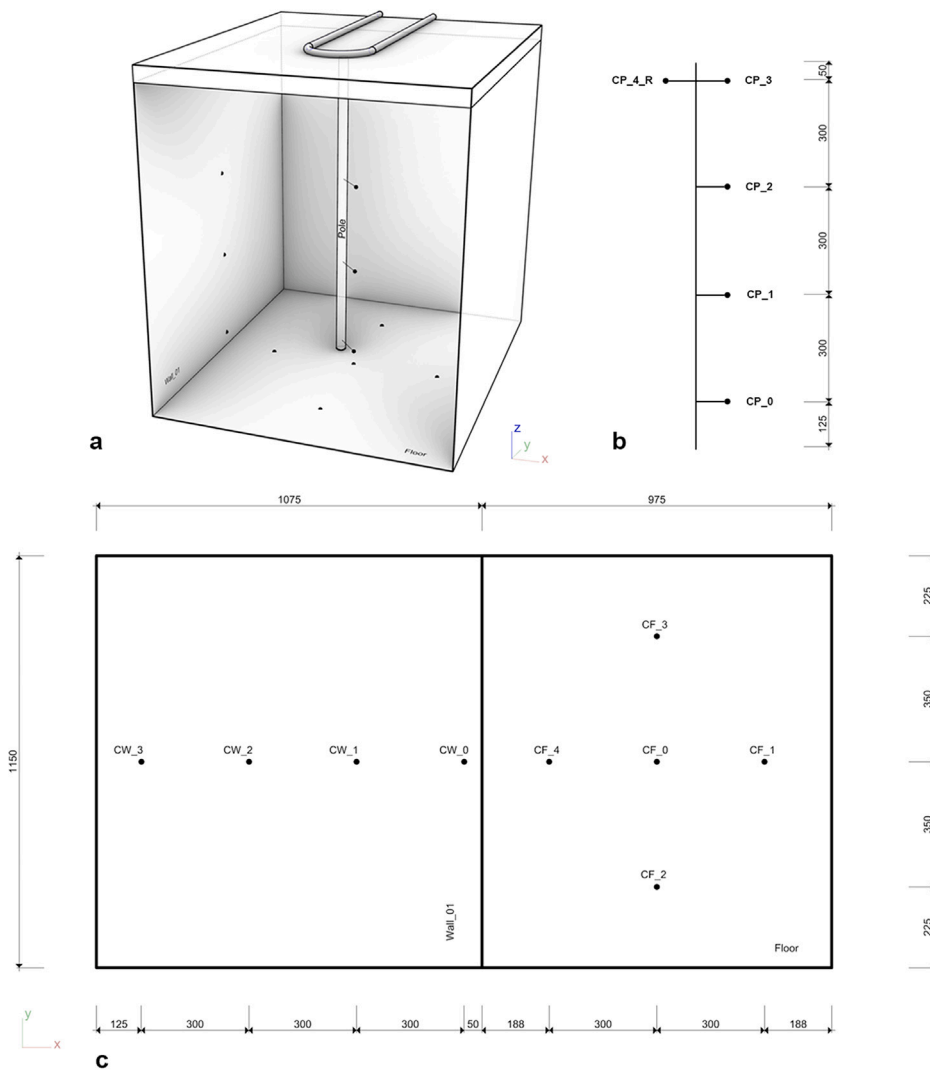 Pole
Wall_01
Floor
a
z
y
x
CP_4_R
CP_3
CP_2
CP_1
CP_0
50
300
300
300
125
b
1075
975
1150
CW_3
CW_2
CW_1
CW_0
CF_3
CF_4
CF_0
CF_1
CF_2
Wall_01
Floor
225
350
350
225
y
x
125
300
300
300
50
188
300
300
188
c